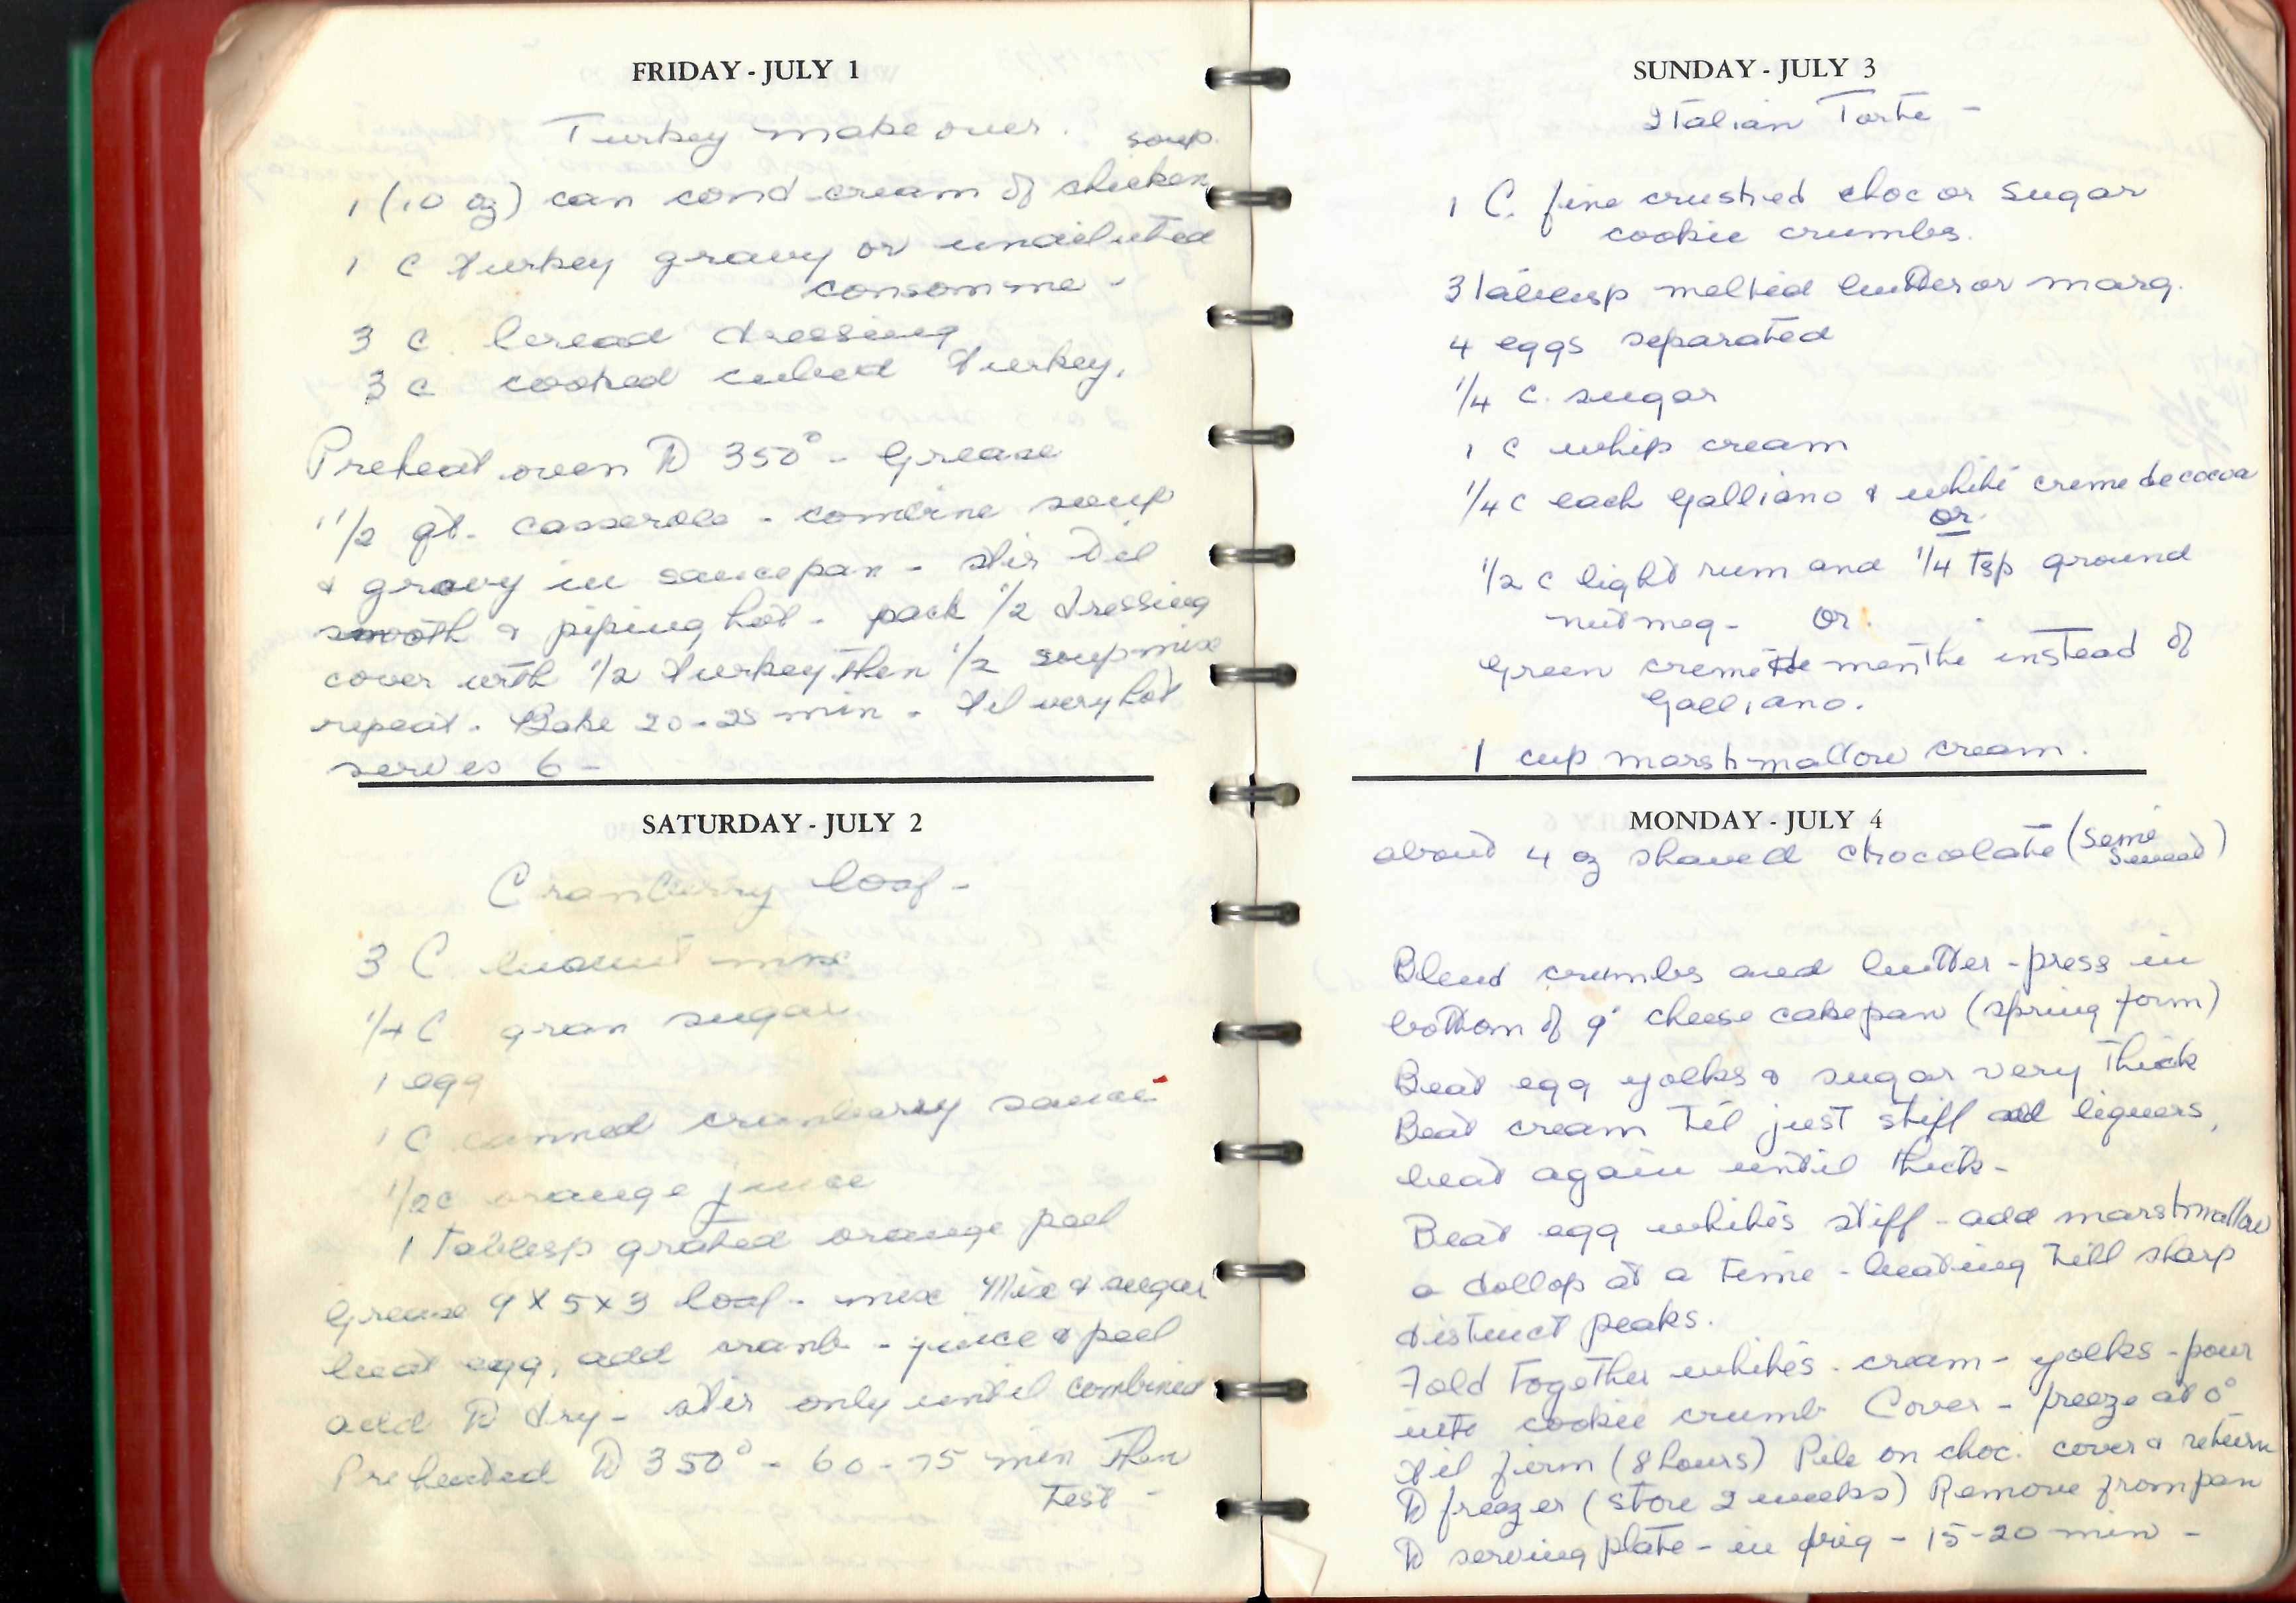 FRIDAY - JULY 1
Turkey make over.
soup.
1 (10 oz) can cond cream of chicken
1 C Turkey gravy or undiluted
consomme -
3 C. bread dressing
3 C cooked cubed Turkey.
Preheat oven to 350° - Grease
1 1/2 qt. casserole - combine soup
& gravy in saucepan - stir til
smooth & piping hot - pack 1/2 dressing
cover with 1/2 Turkey then 1/2 soup mix
repeat. Bake 20-25 min - til very hot
serves 6 -
SATURDAY - JULY 2
Cranberry loaf -
3 C biscuit mix
1/4 C gran sugar
1 egg
1 C canned cranberry sauce
1/2 c orange juice
1 Tablesp grated orange peel
Grease 9 x 5 x 3 loaf - mix Mix & sugar
beat egg, add cranb - juice & peel
add to dry - stir only until combined
Preheated to 350° - 60-75 min Then
Test -
SUNDAY - JULY 3
Italian Torte -
1 C. fine crushed choc or sugar
cookie crumbs.
3 Tablesp melted butter or marg.
4 eggs separated
1/4 C. sugar
1 C whip cream
1/4 c each Galliano & white creme de cocoa
or
1/2 c light rum and 1/4 Tsp ground
nutmeg - or.
Green creme de menthe instead of
Galliano.
1 cup marshmallow cream.
MONDAY - JULY 4
about 4 oz shaved chocolate (semi
sweet)
Blend crumbs and butter - press in
bottom of 9" cheese cake pan (spring form)
Beat egg yolks & sugar very thick
Beat cream til just stiff add liquers,
beat again until thick -
Beat egg whites stiff - add marshmallow
a dollop at a time - beating till sharp
distinct peaks.
Fold together whites - cream - yolks - pour
into cookie crumb Cover - freeze at 0°
til firm (8 hours) Pile on choc. cover & return
to freezer (store 2 weeks) Remove from pan
to serving plate - in frig - 15-20 min -